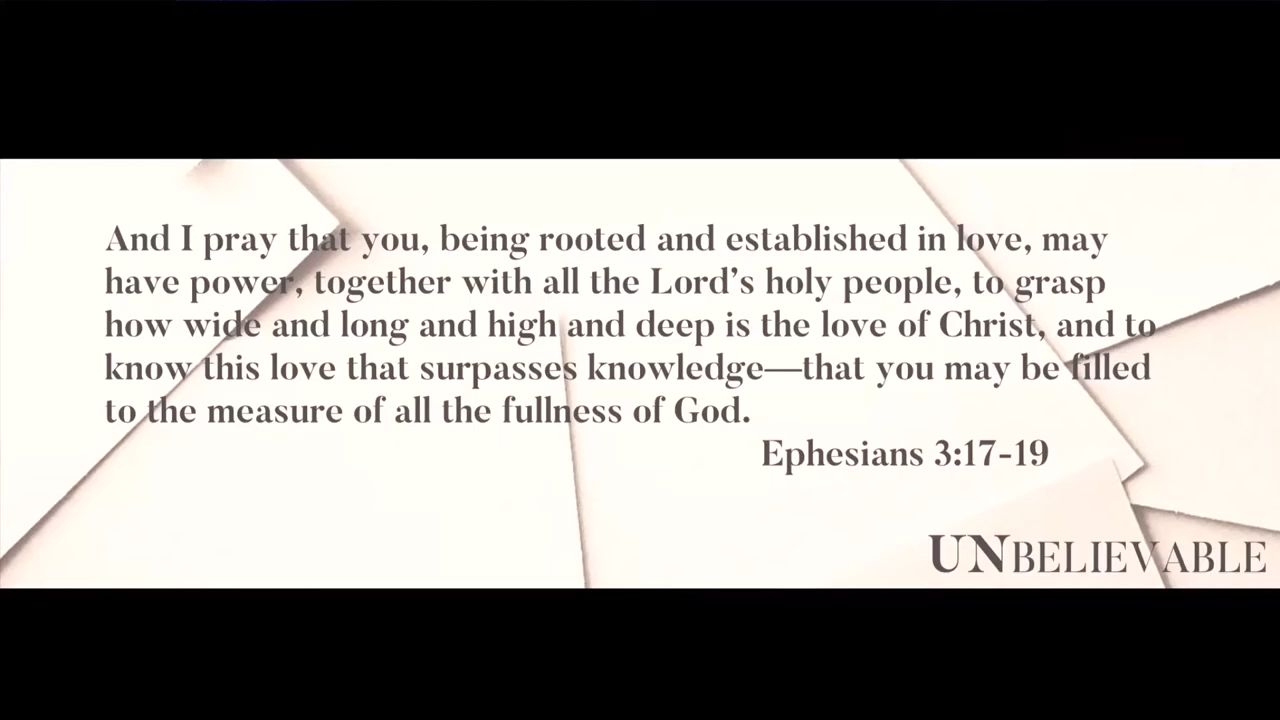 And I pray that you, being rooted and established in love, may
have power, together with all the Lord’s holy people, to grasp
how wide and long and high and deep is the love of Christ, and to
know this love that surpasses knowledge—that you may be filled
to the measure of all the fullness of God.
Ephesians 3:17-19
UNBELIEVABLE